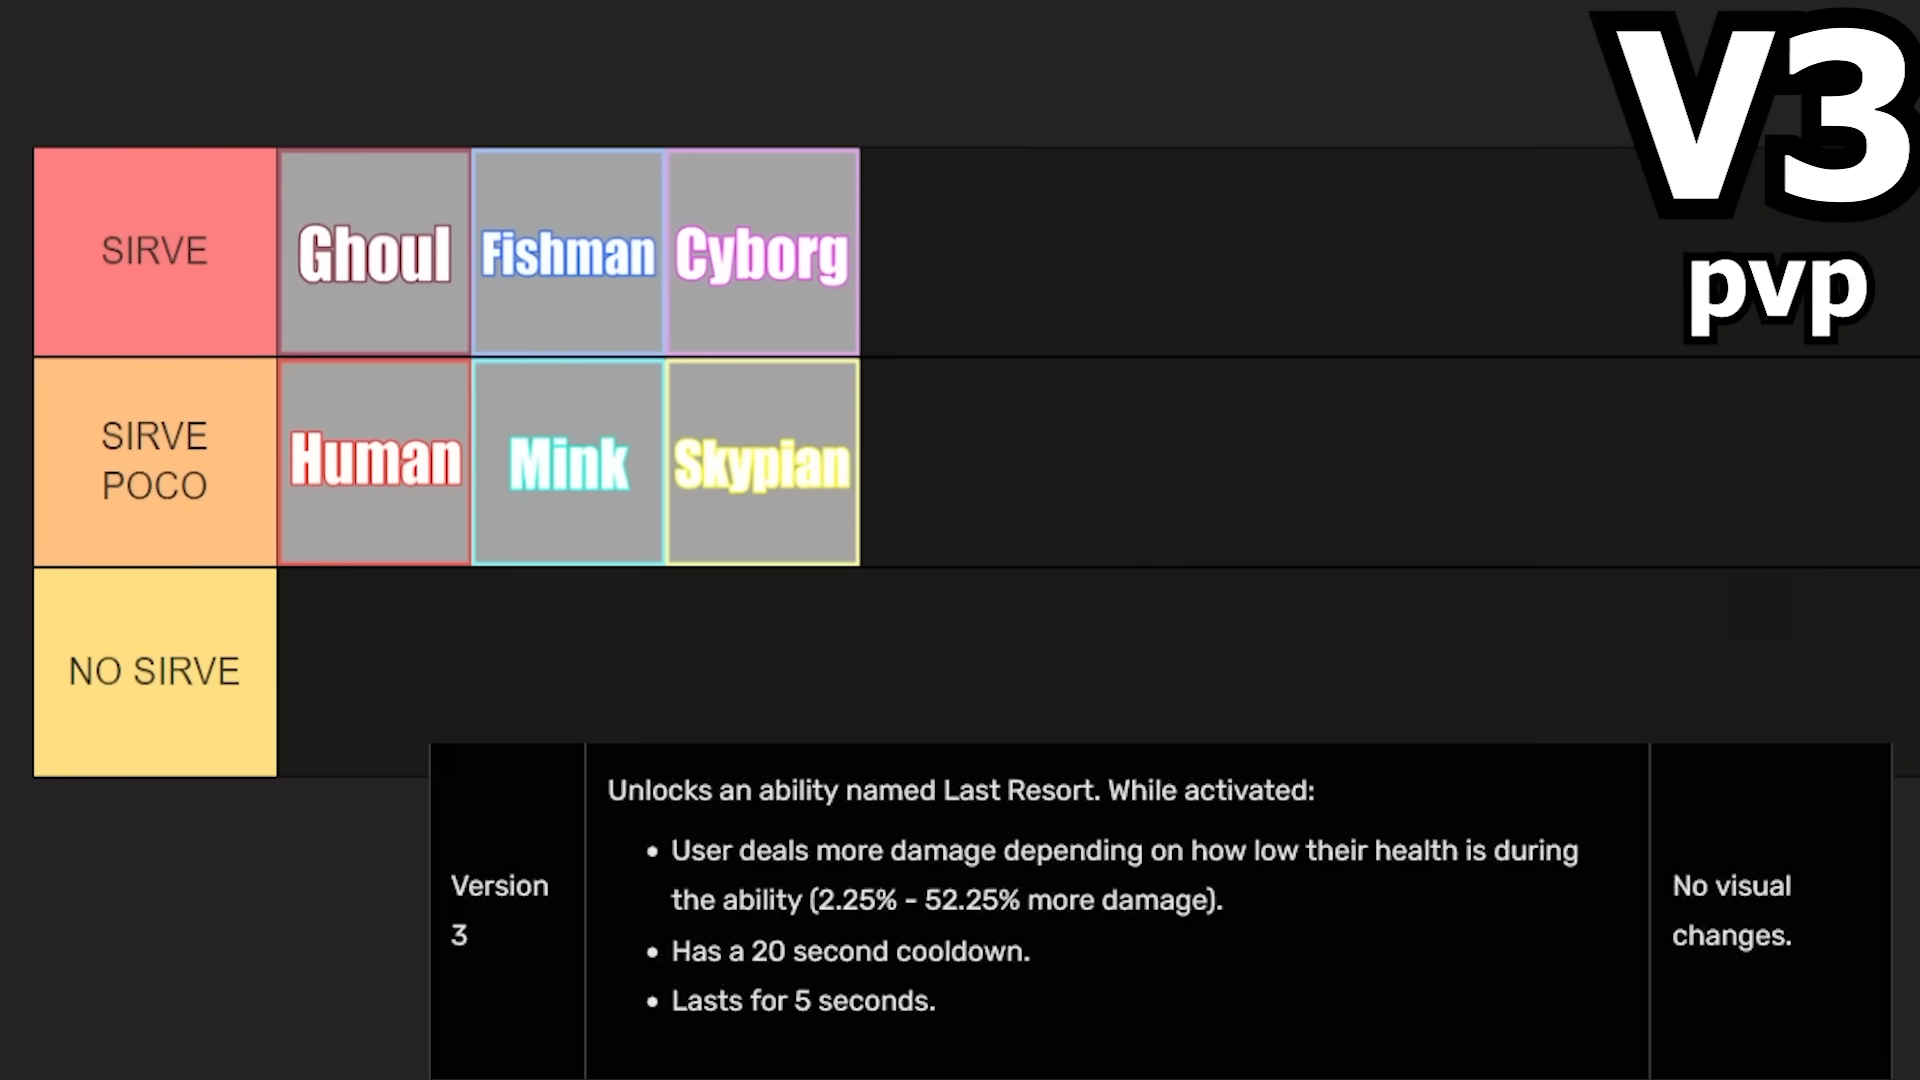 V3
pvp
SIRVE
Ghoul
Fishman
Cyborg
SIRVE
POCO
Human
Mink
Skypian
NO SIRVE
Version
3
Unlocks an ability named Last Resort. While activated:
• User deals more damage depending on how low their health is during
the ability (2.25% - 52.25% more damage).
• Has a 20 second cooldown.
• Lasts for 5 seconds.
No visual
changes.